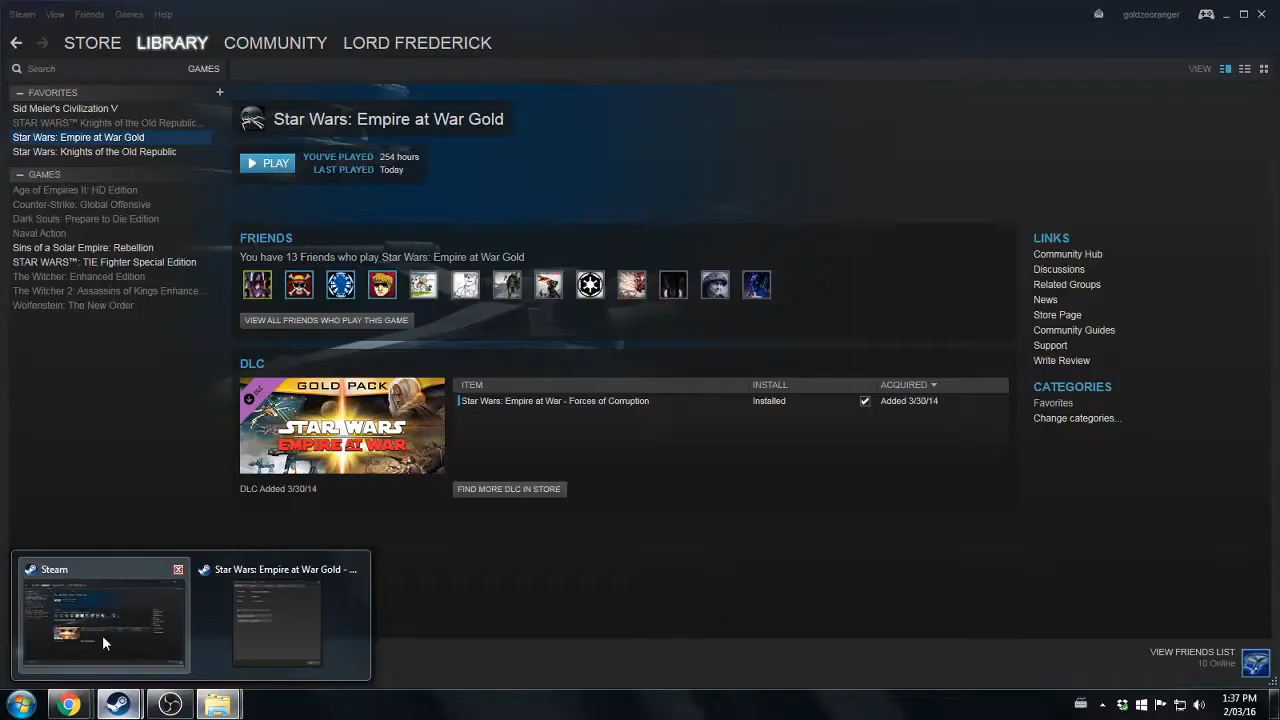 Steam View Friends Games Help
goldzeoranger
STORE LIBRARY COMMUNITY LORD FREDERICK
Search GAMES
VIEW
FAVORITES +
Sid Meier's Civilization V
STAR WARS™ Knights of the Old Republic...
Star Wars: Empire at War Gold
Star Wars: Knights of the Old Republic
GAMES
Age of Empires II: HD Edition
Counter-Strike: Global Offensive
Dark Souls: Prepare to Die Edition
Naval Action
Sins of a Solar Empire: Rebellion
STAR WARS™: TIE Fighter Special Edition
The Witcher: Enhanced Edition
The Witcher 2: Assassins of Kings Enhance...
Wolfenstein: The New Order
Star Wars: Empire at War Gold
PLAY
YOU'VE PLAYED 254 hours
LAST PLAYED Today
FRIENDS
You have 13 Friends who play Star Wars: Empire at War Gold
VIEW ALL FRIENDS WHO PLAY THIS GAME
DLC
DLC
GOLD PACK
STAR WARS
EMPIRE AT WAR
DLC Added 3/30/14
ITEM INSTALL ACQUIRED
Star Wars: Empire at War - Forces of Corruption Installed Added 3/30/14
FIND MORE DLC IN STORE
LINKS
Community Hub
Discussions
Related Groups
News
Store Page
Community Guides
Support
Write Review
CATEGORIES
Favorites
Change categories...
Steam
Star Wars: Empire at War Gold - ...
VIEW FRIENDS LIST
10 Online
1:37 PM
2/03/16